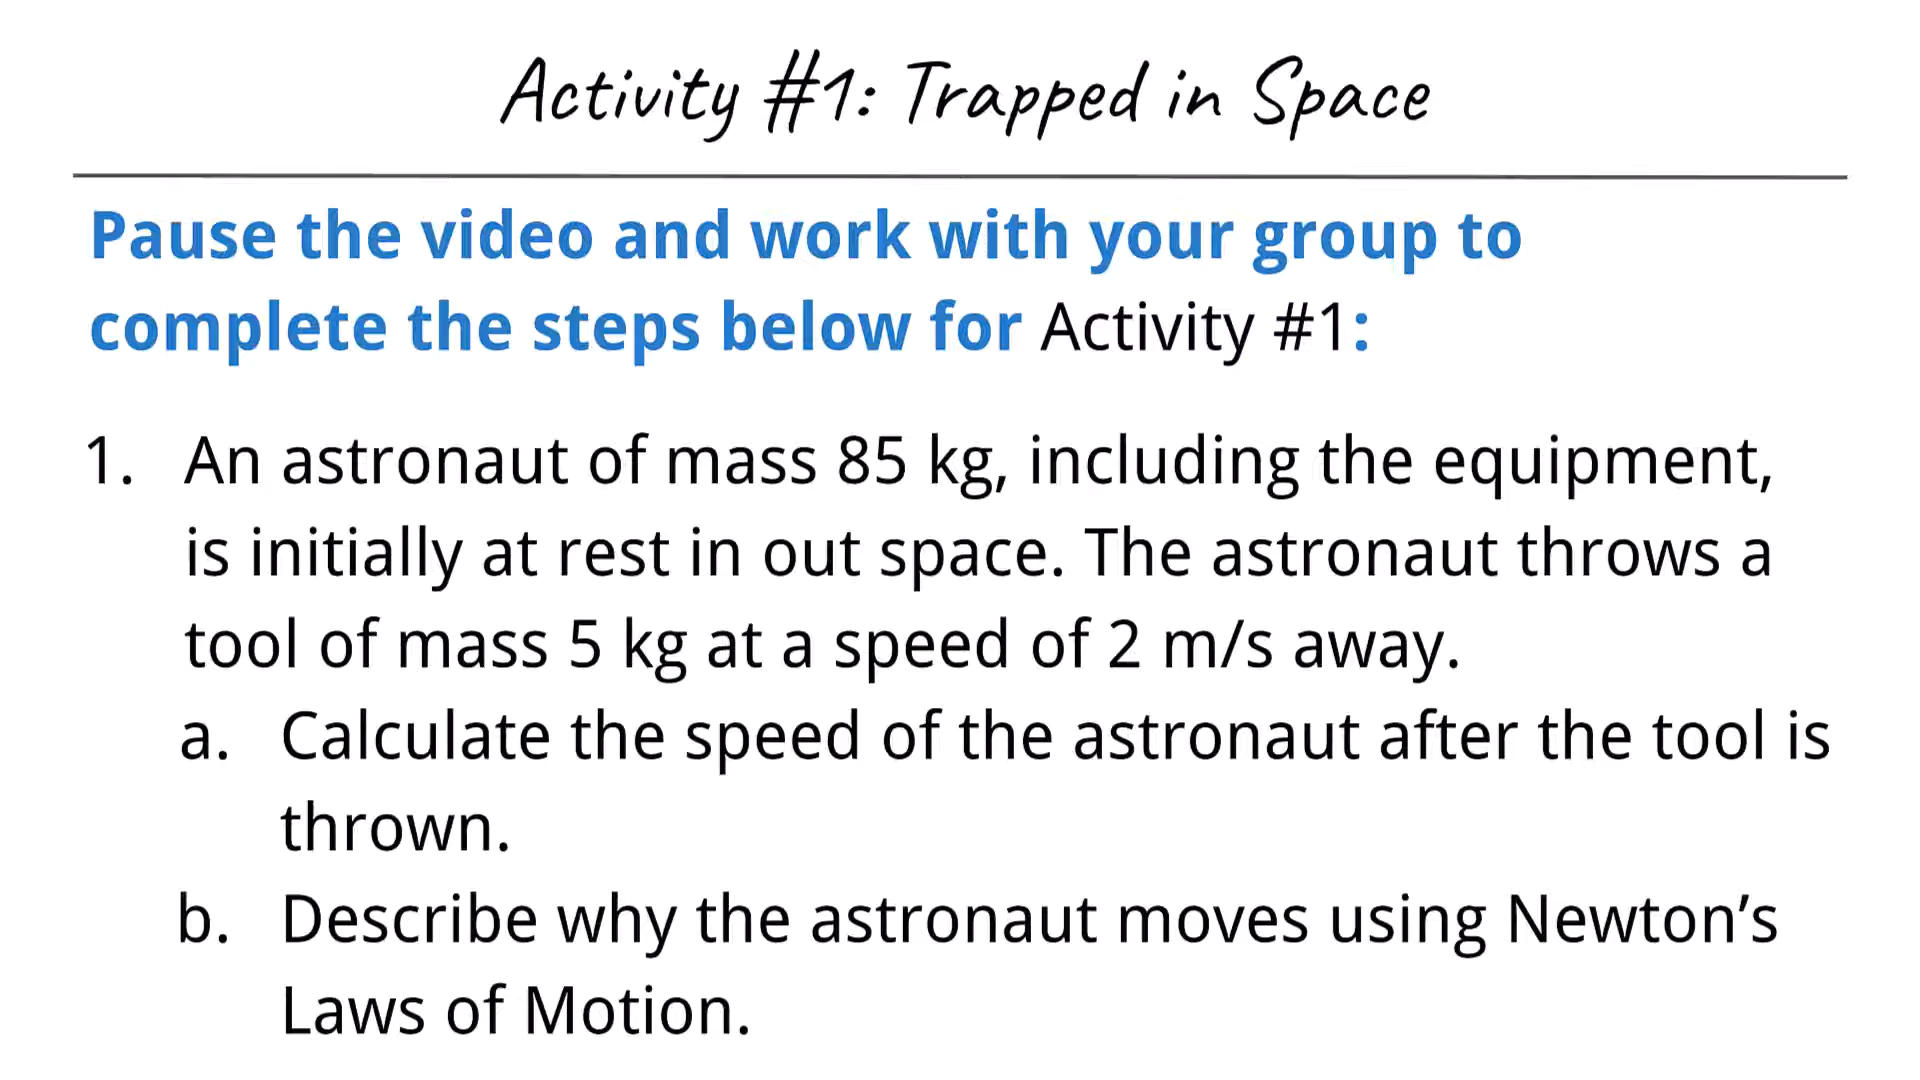 Activity #1: Trapped in Space
Pause the video and work with your group to
complete the steps below for Activity #1:
1. An astronaut of mass 85 kg, including the equipment,
is initially at rest in out space. The astronaut throws a
tool of mass 5 kg at a speed of 2 m/s away.
a. Calculate the speed of the astronaut after the tool is
thrown.
b. Describe why the astronaut moves using Newton’s
Laws of Motion.